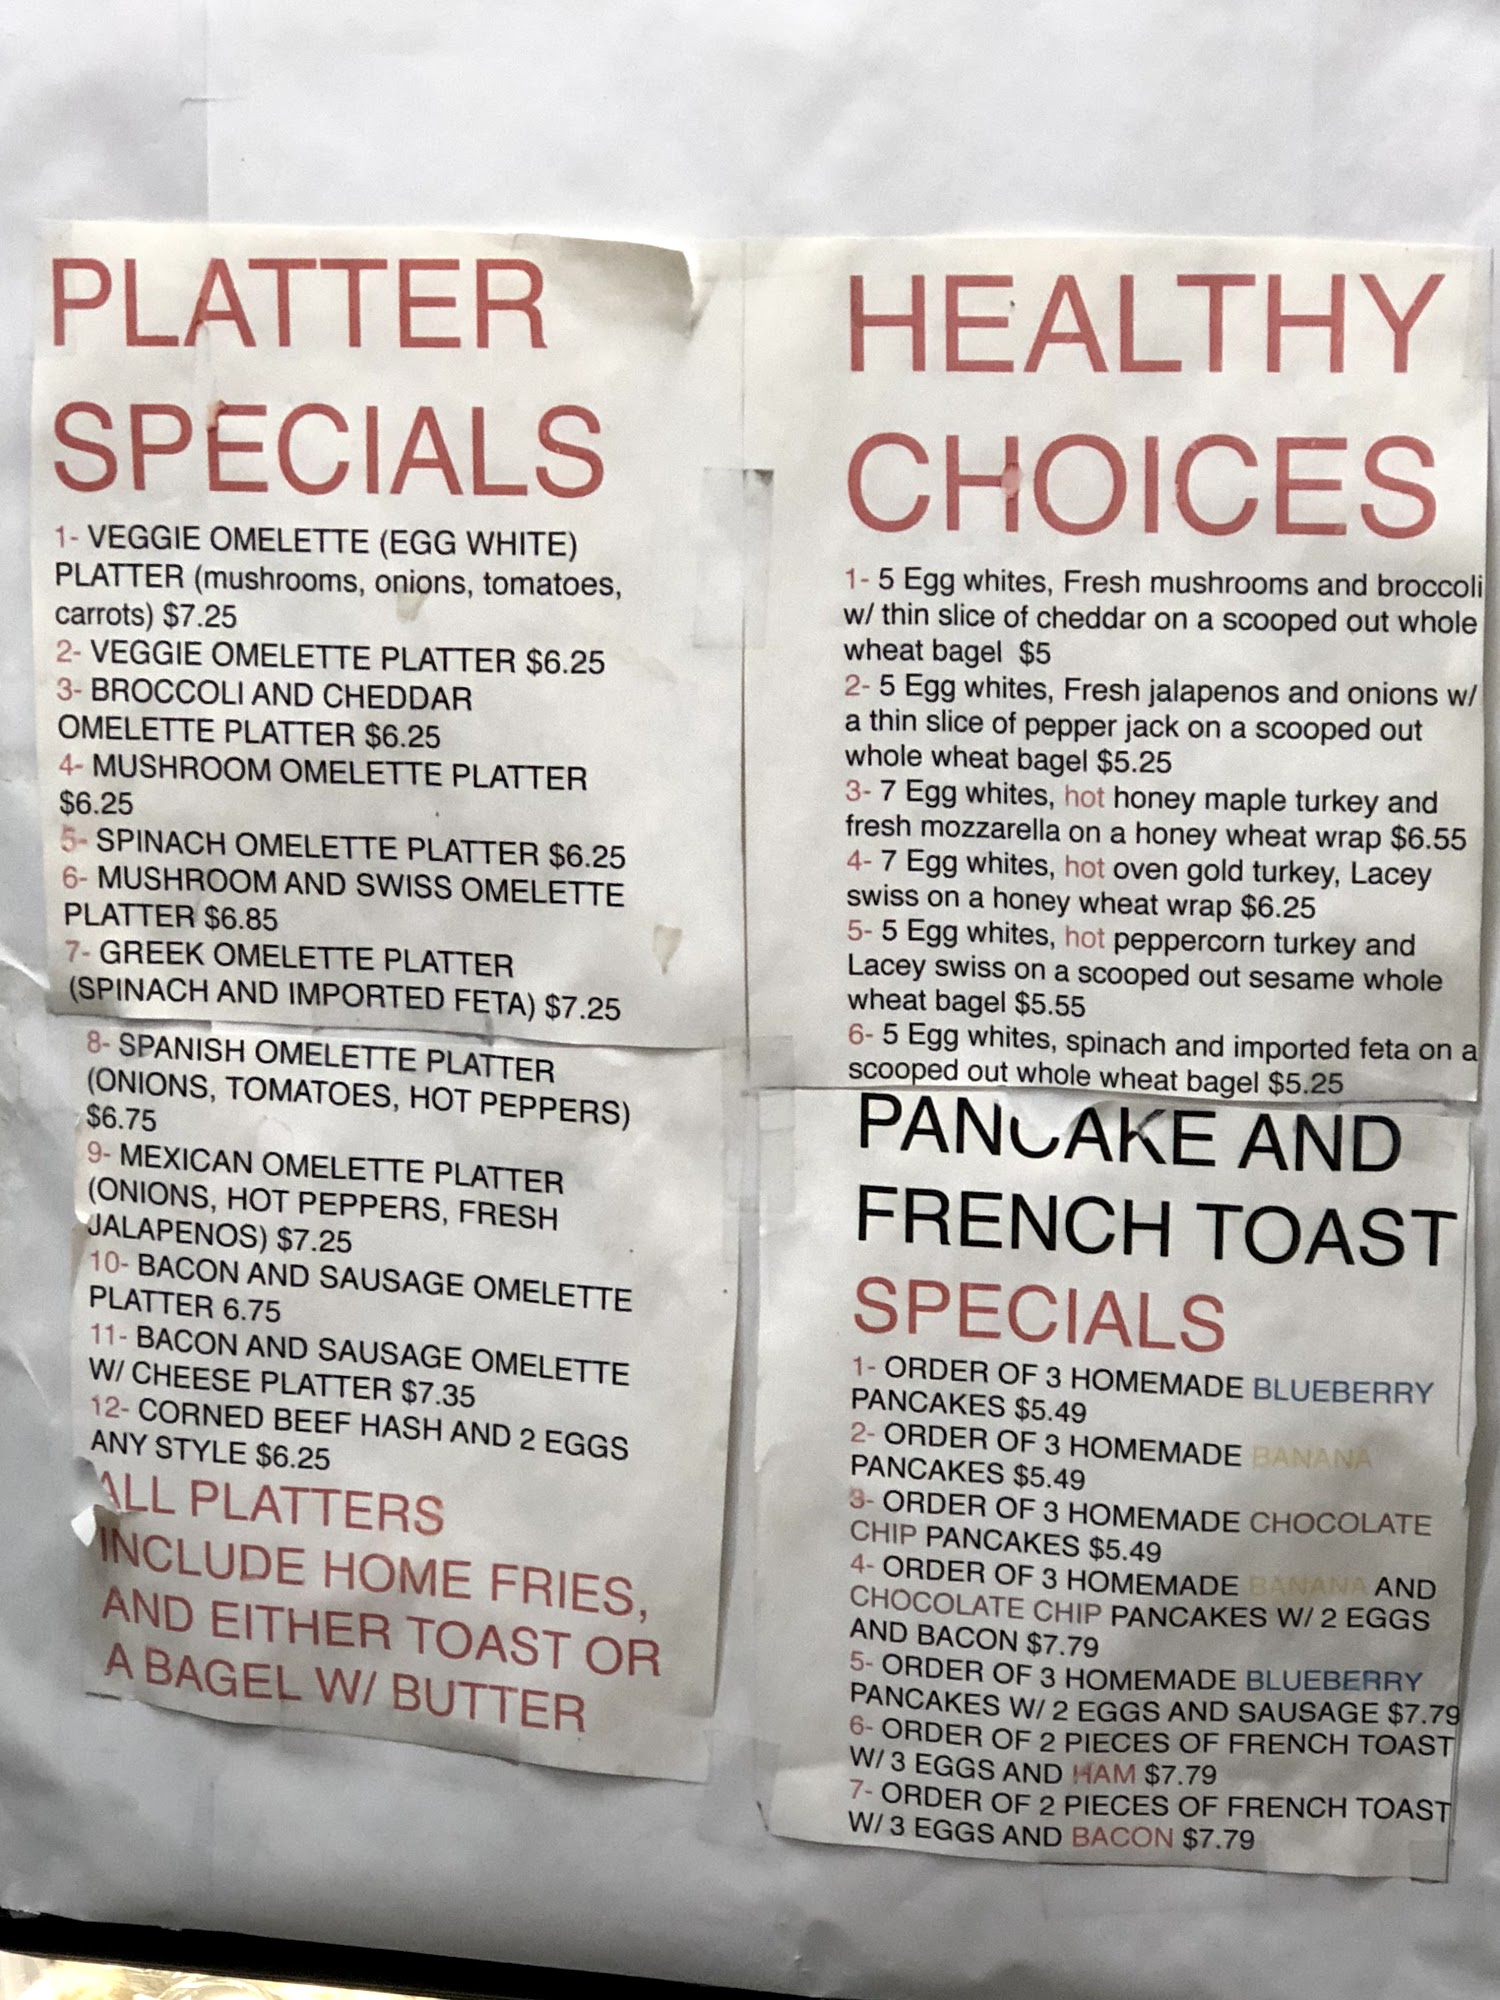 PLATTER
SPECIALS
1- VEGGIE OMELETTE (EGG WHITE)
PLATTER (mushrooms, onions, tomatoes,
carrots) $7.25
2- VEGGIE OMELETTE PLATTER $6.25
3- BROCCOLI AND CHEDDAR
OMELETTE PLATTER $6.25
4- MUSHROOM OMELETTE PLATTER
$6.25
5- SPINACH OMELETTE PLATTER $6.25
6- MUSHROOM AND SWISS OMELETTE
PLATTER $6.85
7- GREEK OMELETTE PLATTER
(SPINACH AND IMPORTED FETA) $7.25
8- SPANISH OMELETTE PLATTER
(ONIONS, TOMATOES, HOT PEPPERS)
$6.75
9- MEXICAN OMELETTE PLATTER
(ONIONS, HOT PEPPERS, FRESH
JALAPENOS) $7.25
10- BACON AND SAUSAGE OMELETTE
PLATTER 6.75
11- BACON AND SAUSAGE OMELETTE
W/ CHEESE PLATTER $7.35
12- CORNED BEEF HASH AND 2 EGGS
ANY STYLE $6.25
ALL PLATTERS
INCLUDE HOME FRIES,
AND EITHER TOAST OR
A BAGEL W/ BUTTER
HEALTHY
CHOICES
1- 5 Egg whites, Fresh mushrooms and broccoli
w/ thin slice of cheddar on a scooped out whole
wheat bagel $5
2- 5 Egg whites, Fresh jalapenos and onions w/
a thin slice of pepper jack on a scooped out
whole wheat bagel $5.25
3- 7 Egg whites, hot honey maple turkey and
fresh mozzarella on a honey wheat wrap $6.55
4- 7 Egg whites, hot oven gold turkey, Lacey
swiss on a honey wheat wrap $6.25
5- 5 Egg whites, hot peppercorn turkey and
Lacey swiss on a scooped out sesame whole
wheat bagel $5.55
6- 5 Egg whites, spinach and imported feta on a
scooped out whole wheat bagel $5.25
PANCAKE AND
FRENCH TOAST
SPECIALS
1- ORDER OF 3 HOMEMADE BLUEBERRY
PANCAKES $5.49
2- ORDER OF 3 HOMEMADE BANANA
PANCAKES $5.49
3- ORDER OF 3 HOMEMADE CHOCOLATE
CHIP PANCAKES $5.49
4- ORDER OF 3 HOMEMADE BANANA AND
CHOCOLATE CHIP PANCAKES W/ 2 EGGS
AND BACON $7.79
5- ORDER OF 3 HOMEMADE BLUEBERRY
PANCAKES W/ 2 EGGS AND SAUSAGE $7.79
6- ORDER OF 2 PIECES OF FRENCH TOAST
W/ 3 EGGS AND HAM $7.79
7- ORDER OF 2 PIECES OF FRENCH TOAST
W/ 3 EGGS AND BACON $7.79